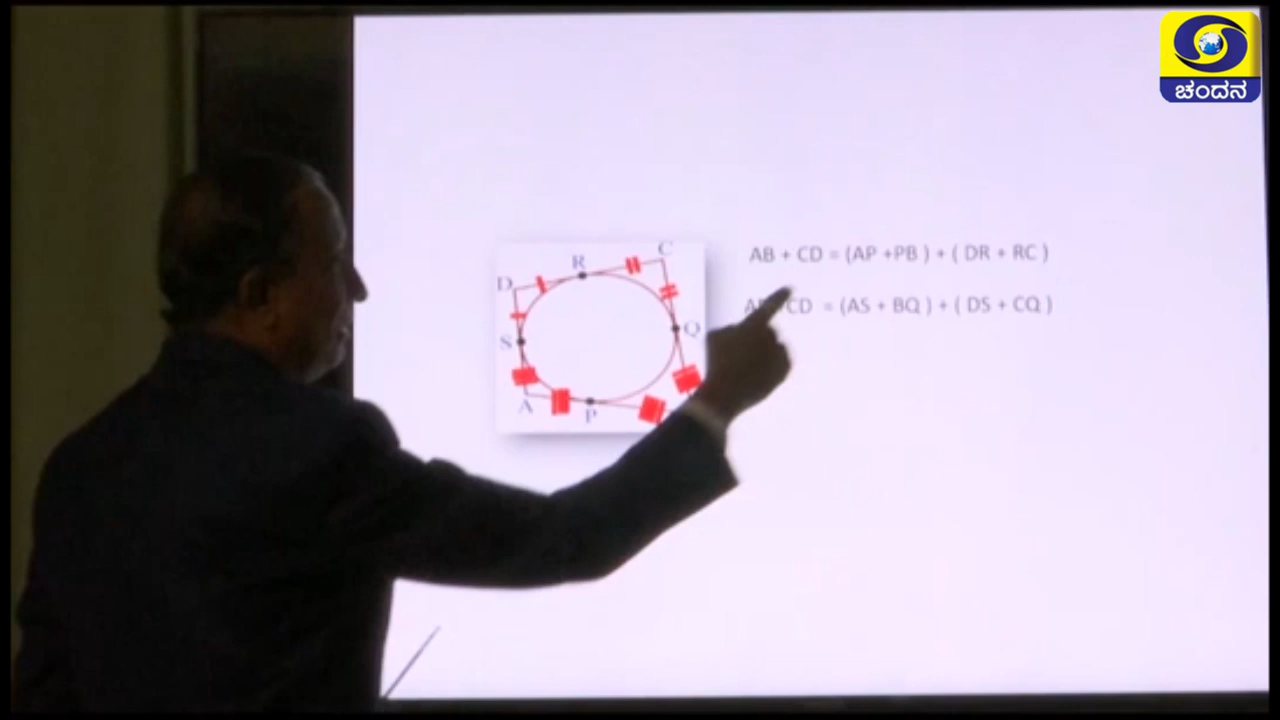 ಚಂದನ
AB + CD = (AP +PB ) + ( DR + RC )
CD = (AS + BQ ) + ( DS + CQ )
R
C
D
S
Q
A
P